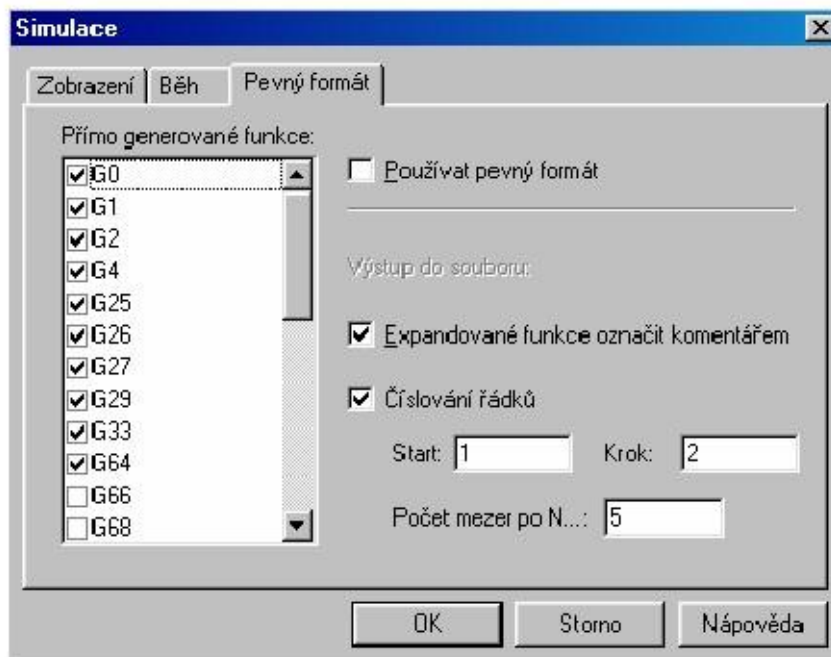 Simulace
Zobrazení
Běh
Pevný formát
Přímo generované funkce:
G0
G1
G2
G4
G25
G26
G27
G29
G33
G64
G66
G68
Používat pevný formát
Výstup do souboru:
Expandované funkce označit komentářem
Číslování řádků
Start: 1 Krok: 2
Počet mezer po N...: 5
OK
Storno
Nápověda